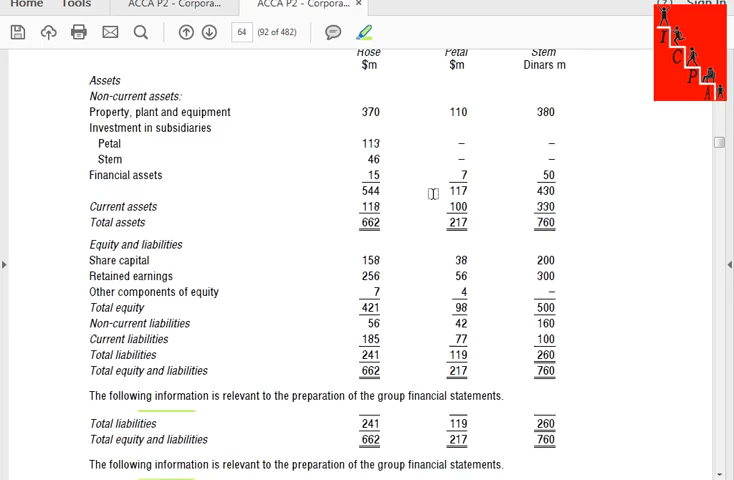 Home Tools ACCA P2 - Corpora... ACCA P2 - Corpora... × (?) Sign In
64 (92 of 482)
Rose Petal Stem
$m $m Dinars m
Assets
Non-current assets:
Property, plant and equipment 370 110 380
Investment in subsidiaries
Petal 113 – –
Stem 46 – –
Financial assets 15 7 50
544 117 430
Current assets 118 100 330
Total assets 662 217 760
Equity and liabilities
Share capital 158 38 200
Retained earnings 256 56 300
Other components of equity 7 4 –
Total equity 421 98 500
Non-current liabilities 56 42 160
Current liabilities 185 77 100
Total liabilities 241 119 260
Total equity and liabilities 662 217 760
The following information is relevant to the preparation of the group financial statements.
Total liabilities 241 119 260
Total equity and liabilities 662 217 760
The following information is relevant to the preparation of the group financial statements.
I
C
P
A